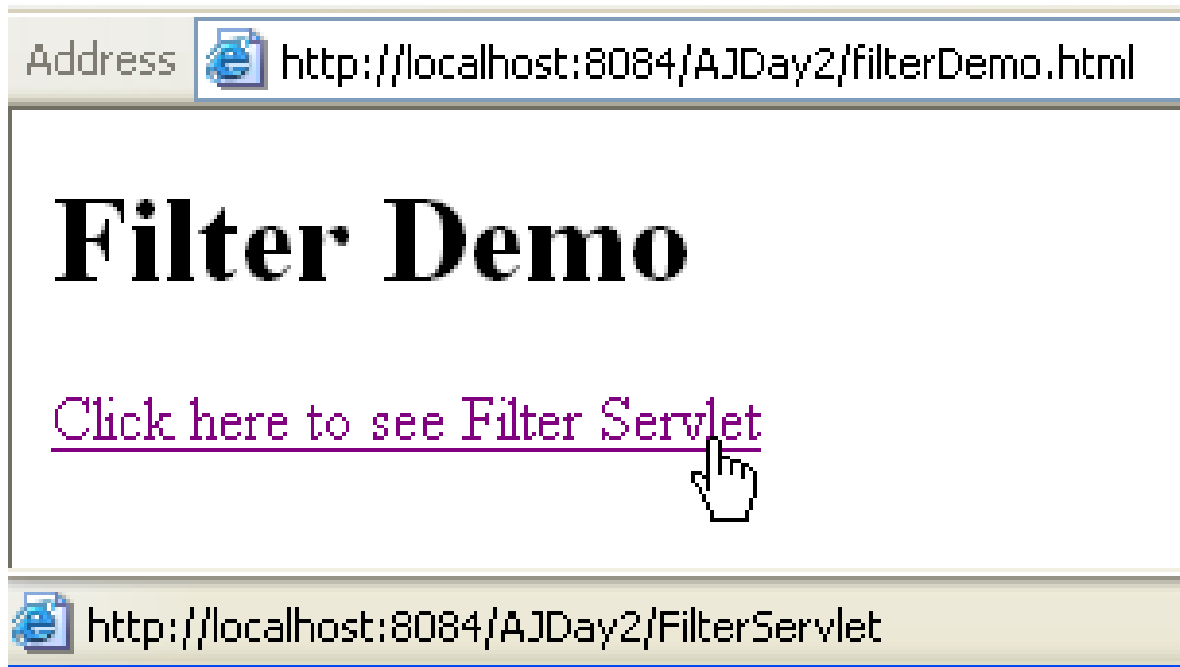 Address http://localhost:8084/AJDay2/filterDemo.html
Filter Demo
Click here to see Filter Servlet
http://localhost:8084/AJDay2/FilterServlet